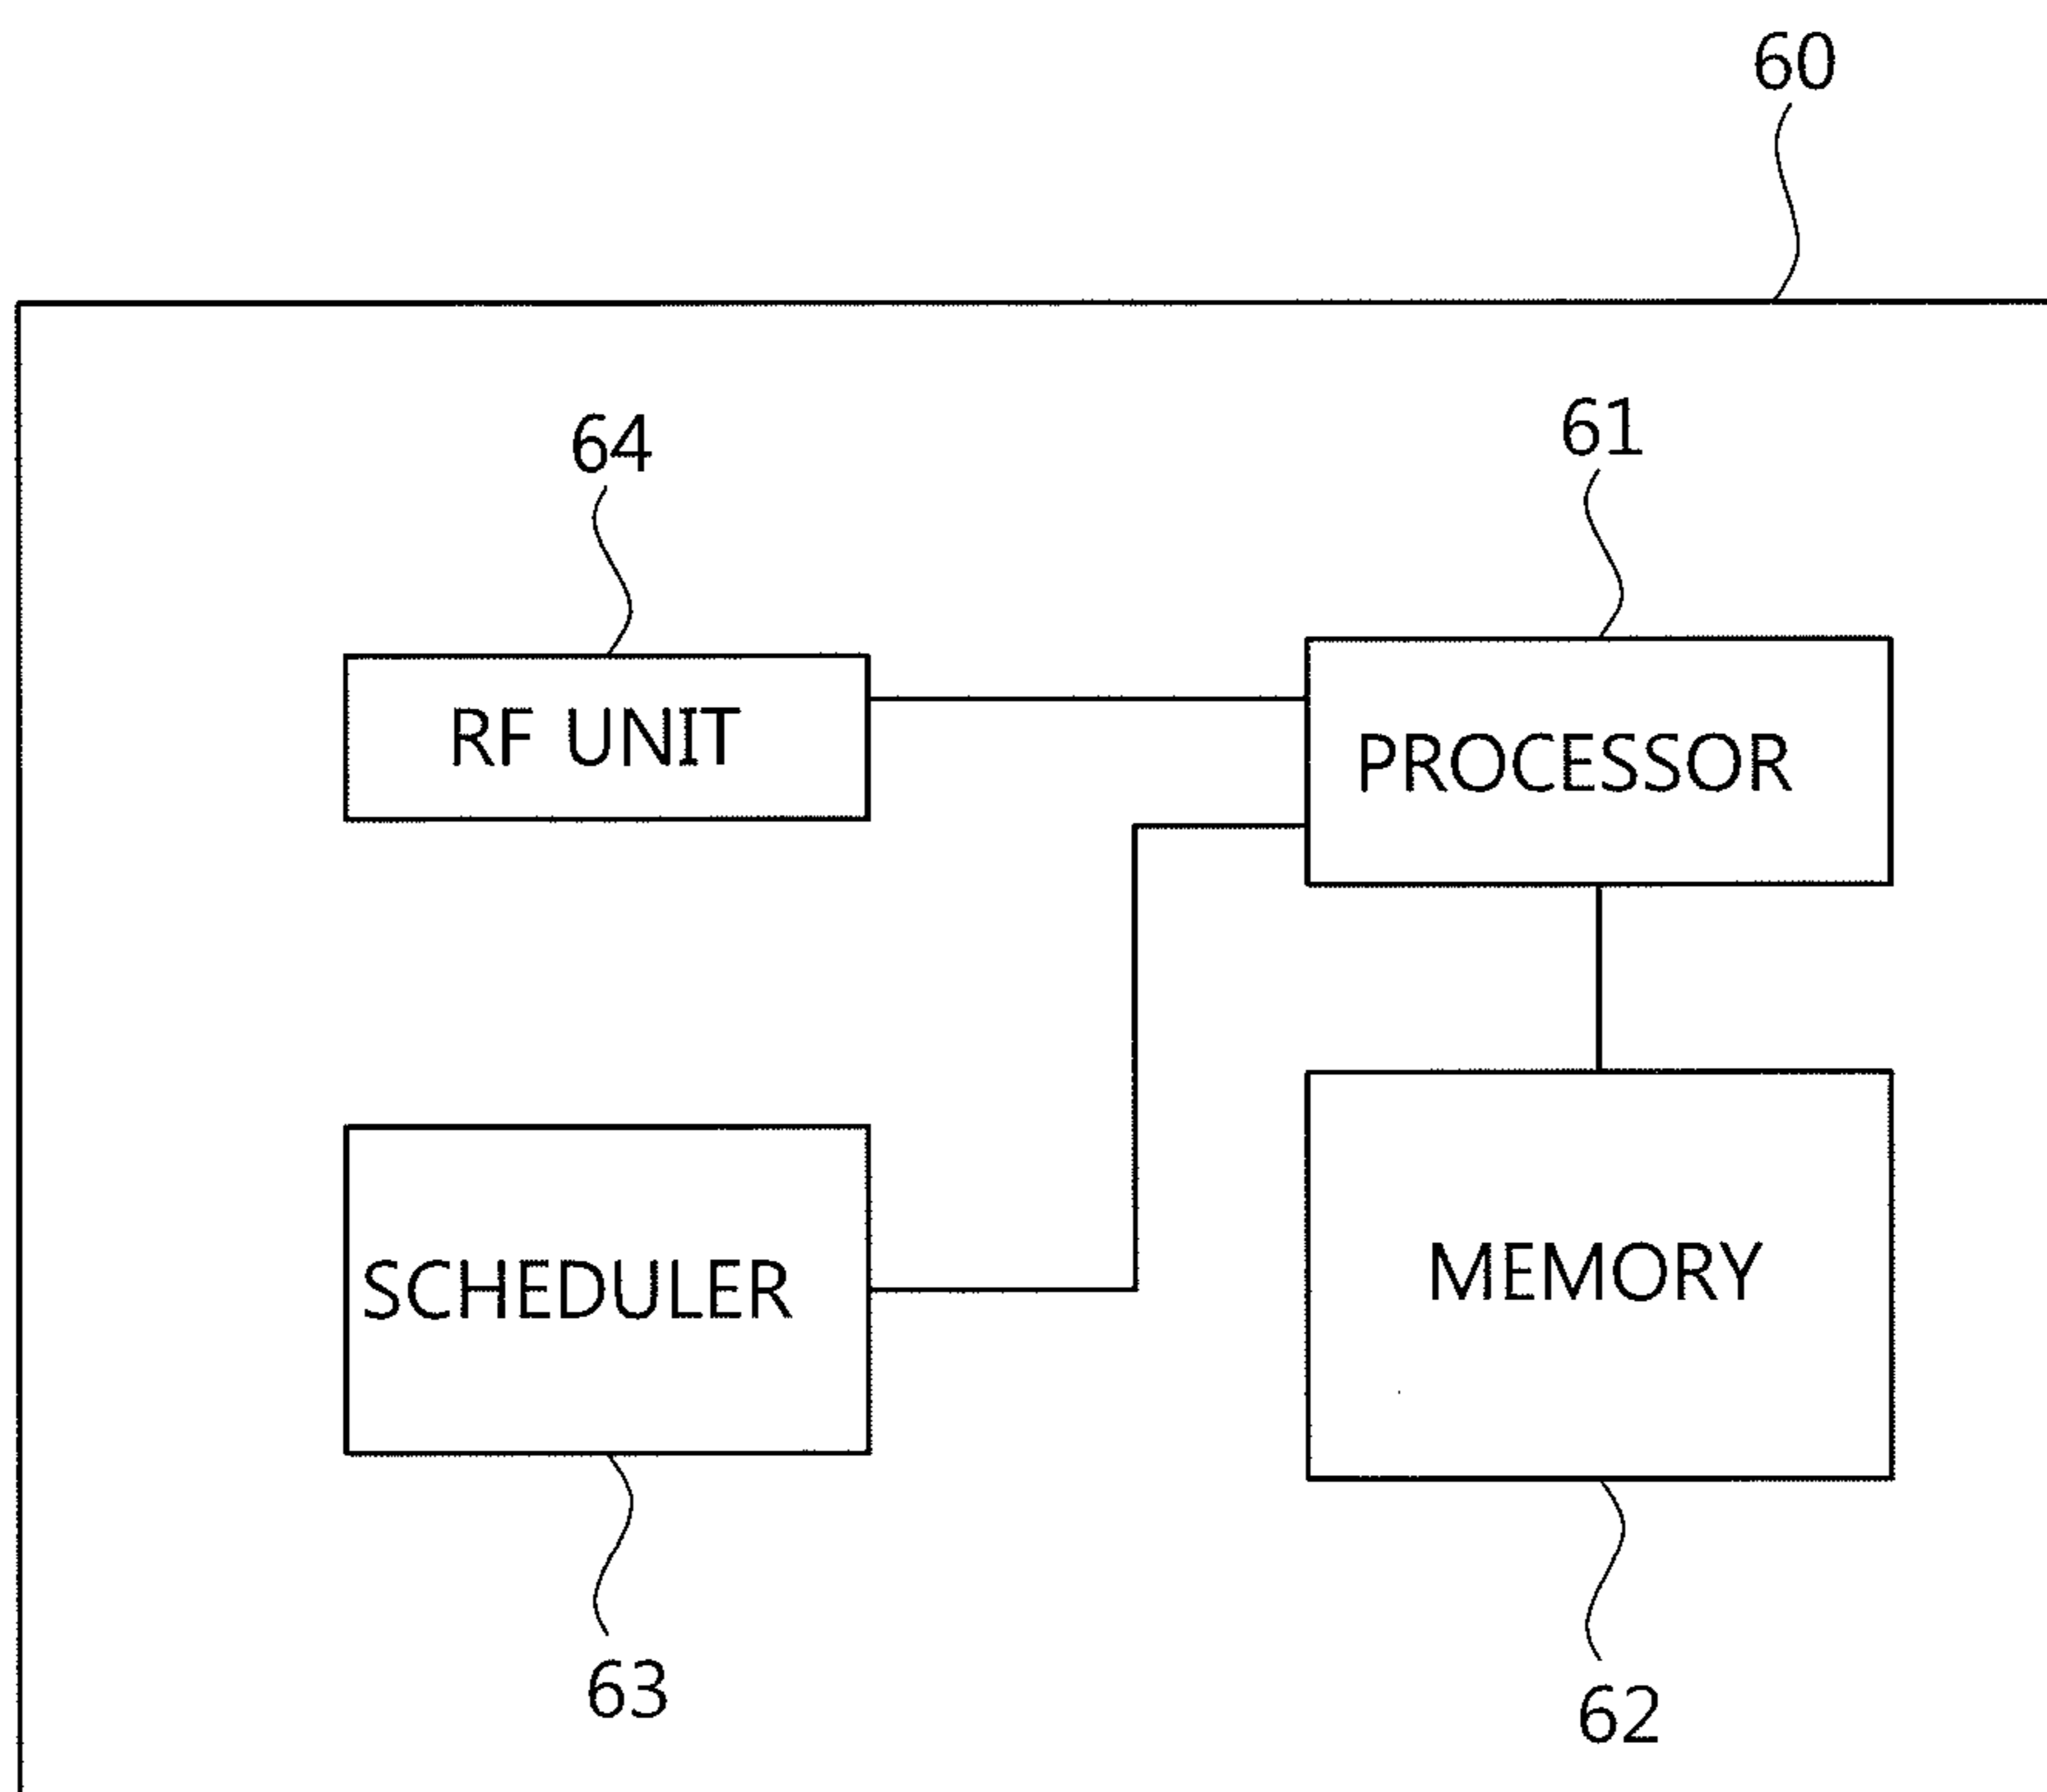 60
64
61
RF UNIT
PROCESSOR
SCHEDULER
MEMORY
63
62